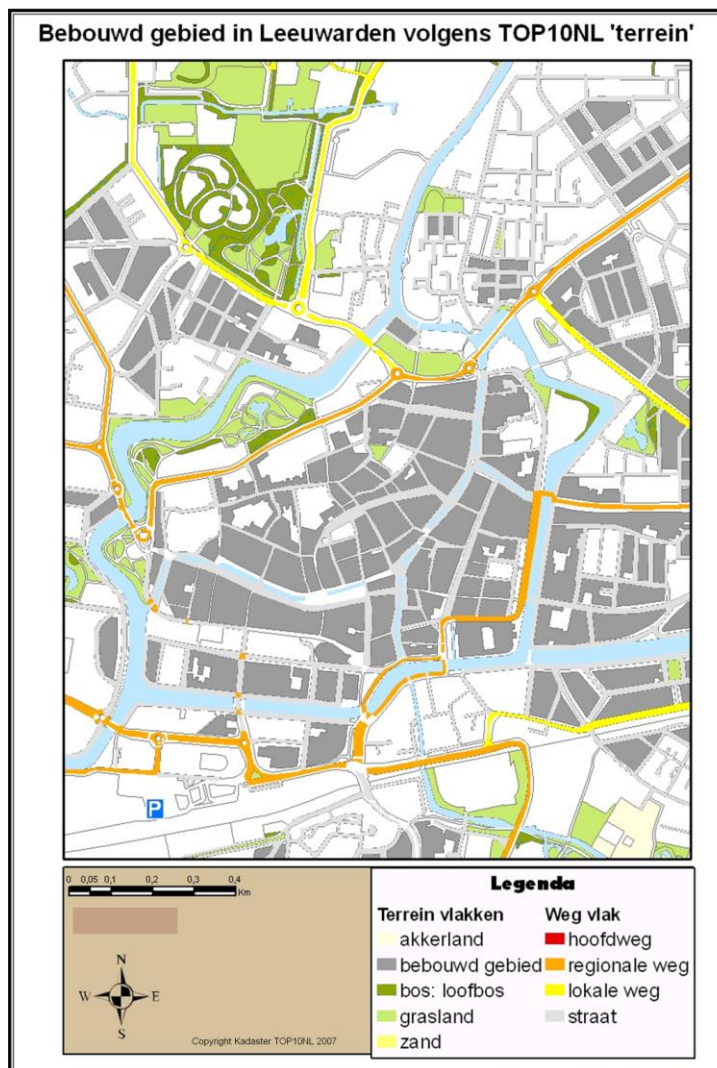 Bebouwd gebied in Leeuwarden volgens TOP10NL 'terrein'
P
0 0,05 0,1 0,2 0,3 0,4
Km
N
W E
S
Copyright Kadaster TOP10NL 2007
Legenda
Terrein vlakken
akkerland
bebouwd gebied
bos: loofbos
grasland
zand
Weg vlak
hoofdweg
regionale weg
lokale weg
straat